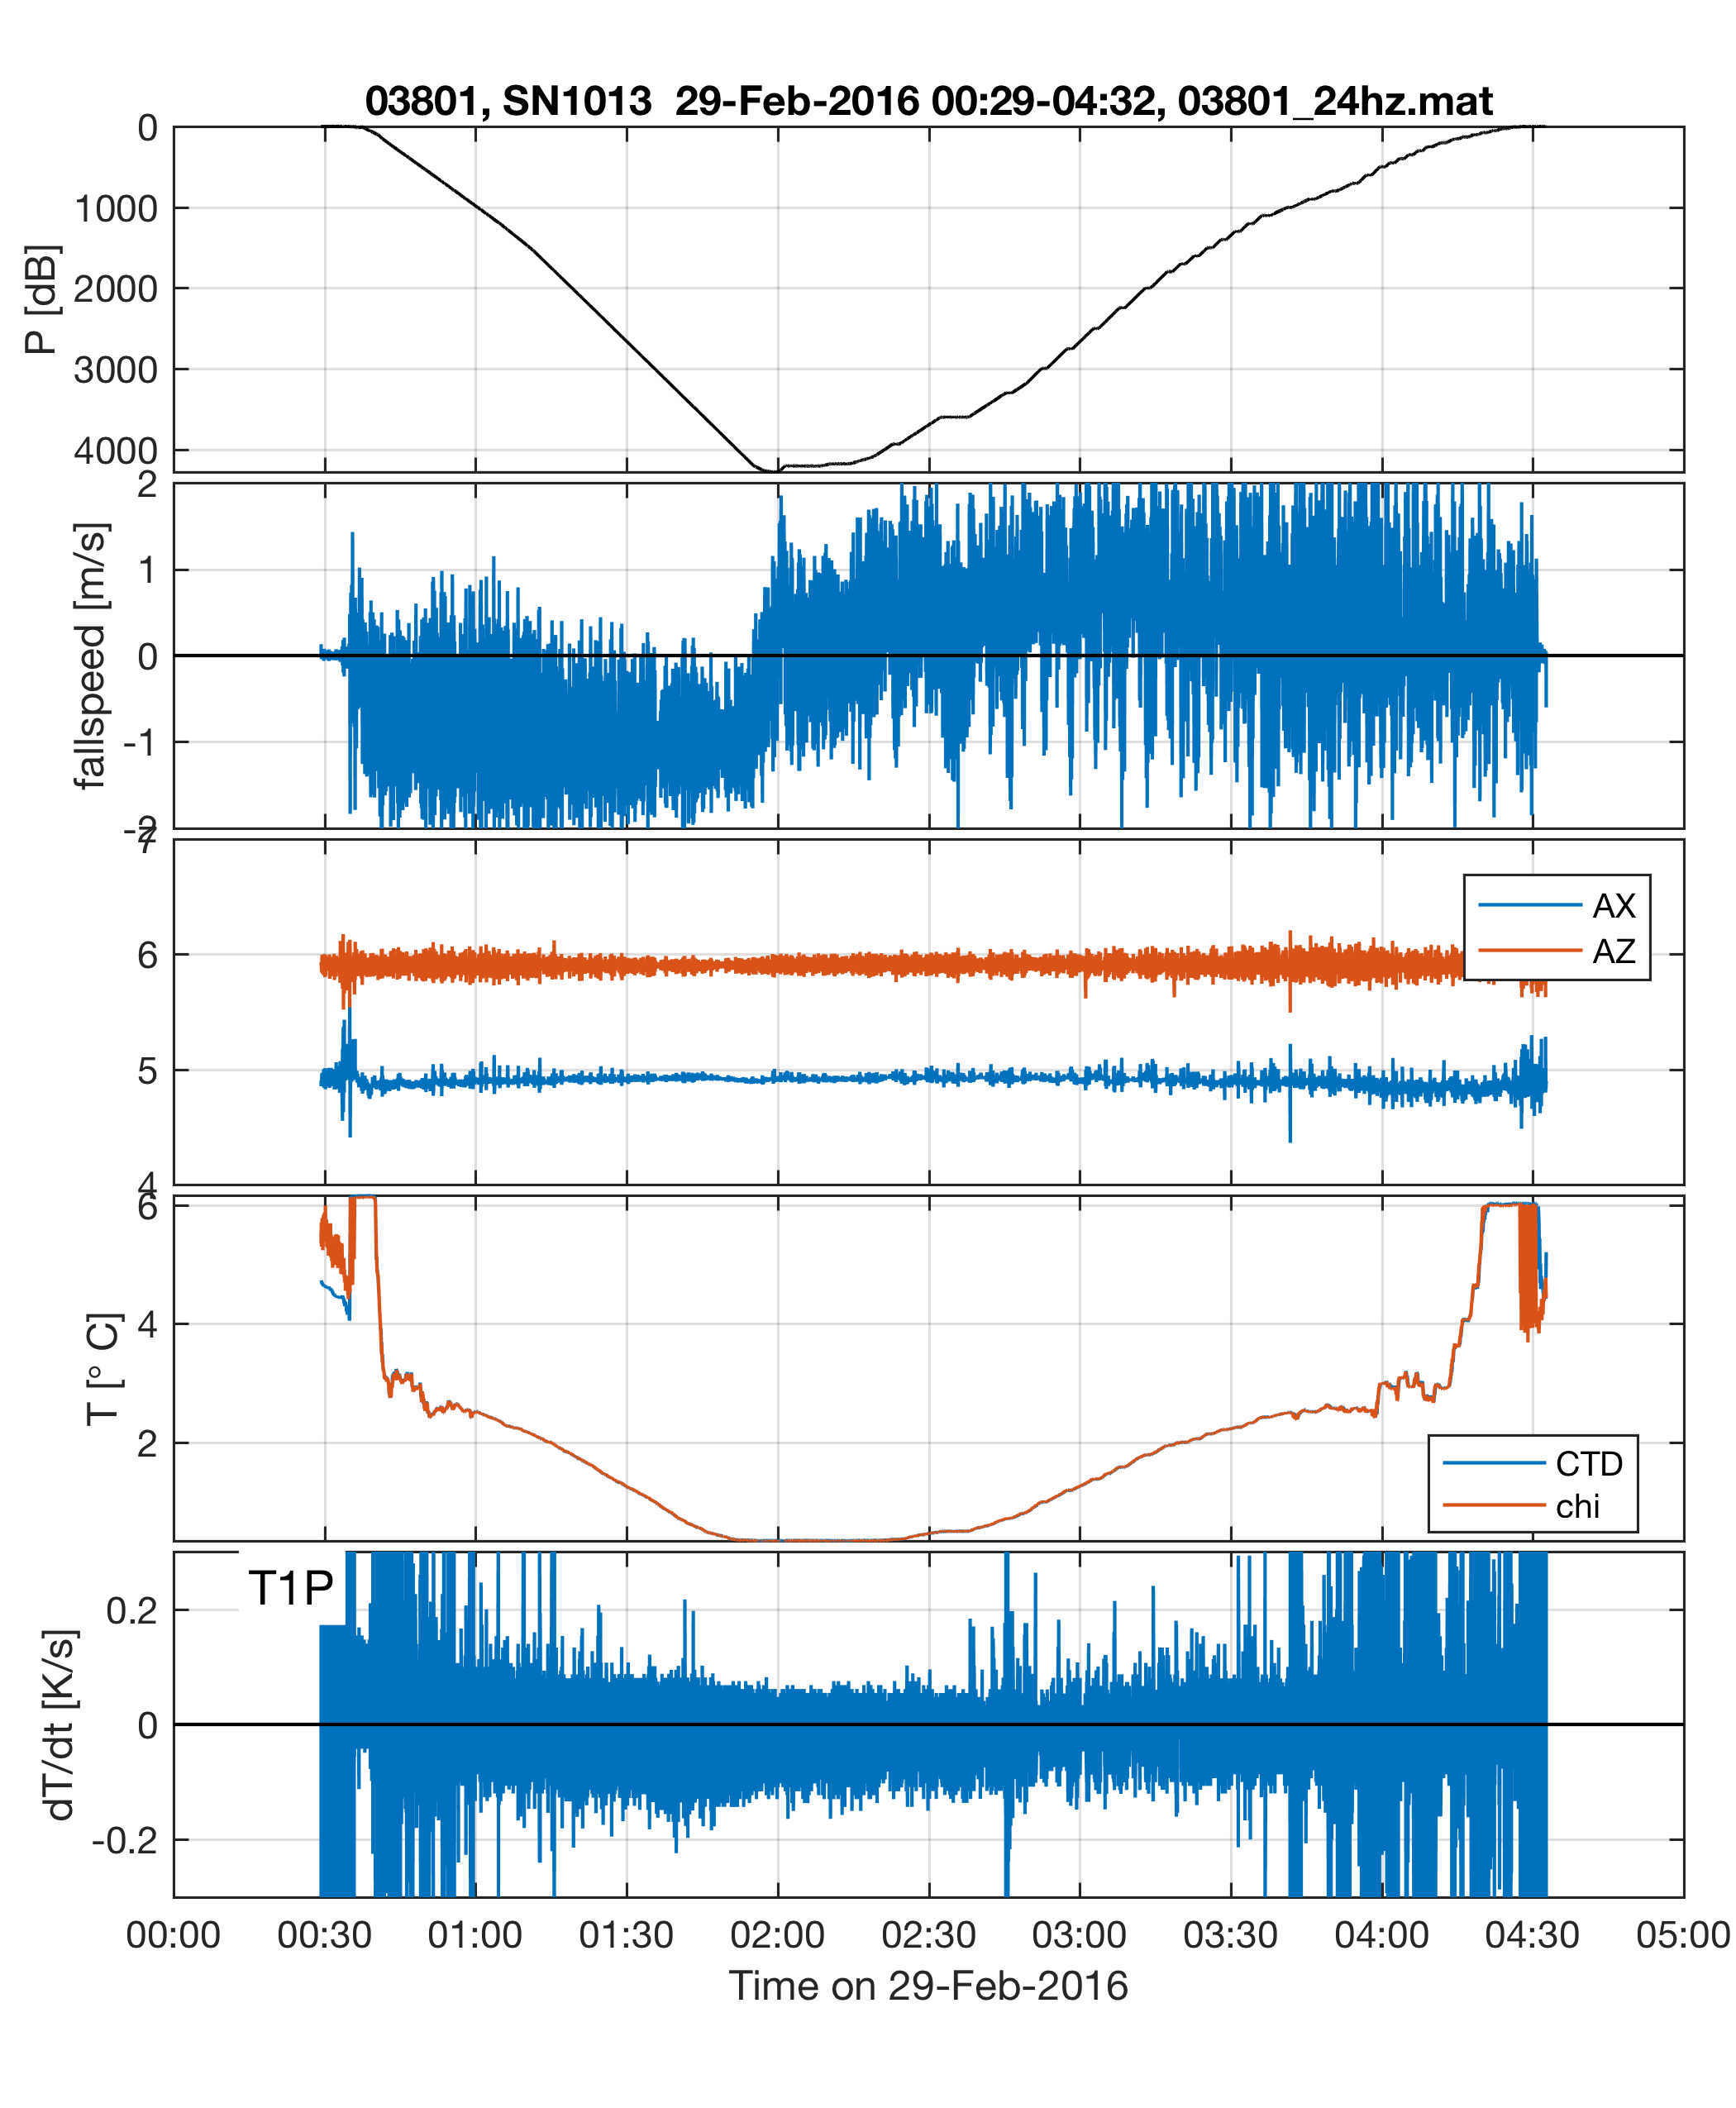 03801, SN1013  29-Feb-2016 00:29-04:32, 03801_24hz.mat
0
1000
2000
3000
4000
P [dB]
2
1
0
-1
-2
fallspeed [m/s]
7
6
5
4
AX
AZ
6
4
2
T [° C]
CTD
chi
T1P
0.2
0
-0.2
dT/dt [K/s]
00:00 00:30 01:00 01:30 02:00 02:30 03:00 03:30 04:00 04:30 05:00
Time on 29-Feb-2016